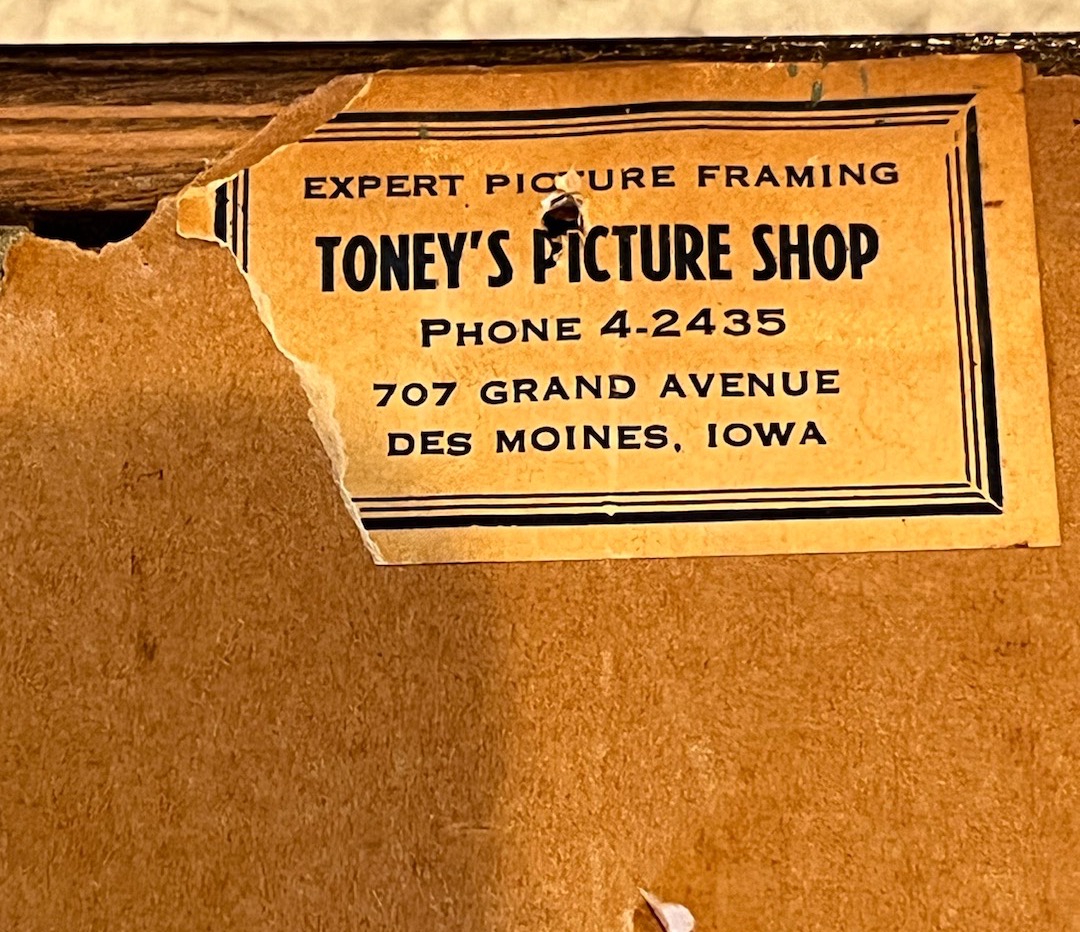 EXPERT PICTURE FRAMING
TONEY'S PICTURE SHOP
PHONE 4-2435
707 GRAND AVENUE
DES MOINES, IOWA